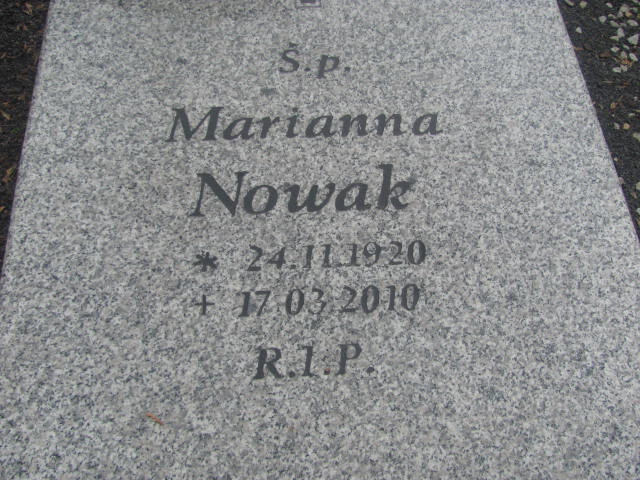 Ś.p.
Marianna
Nowak
* 24.11.1920
+ 17.03.2010
R.I.P.